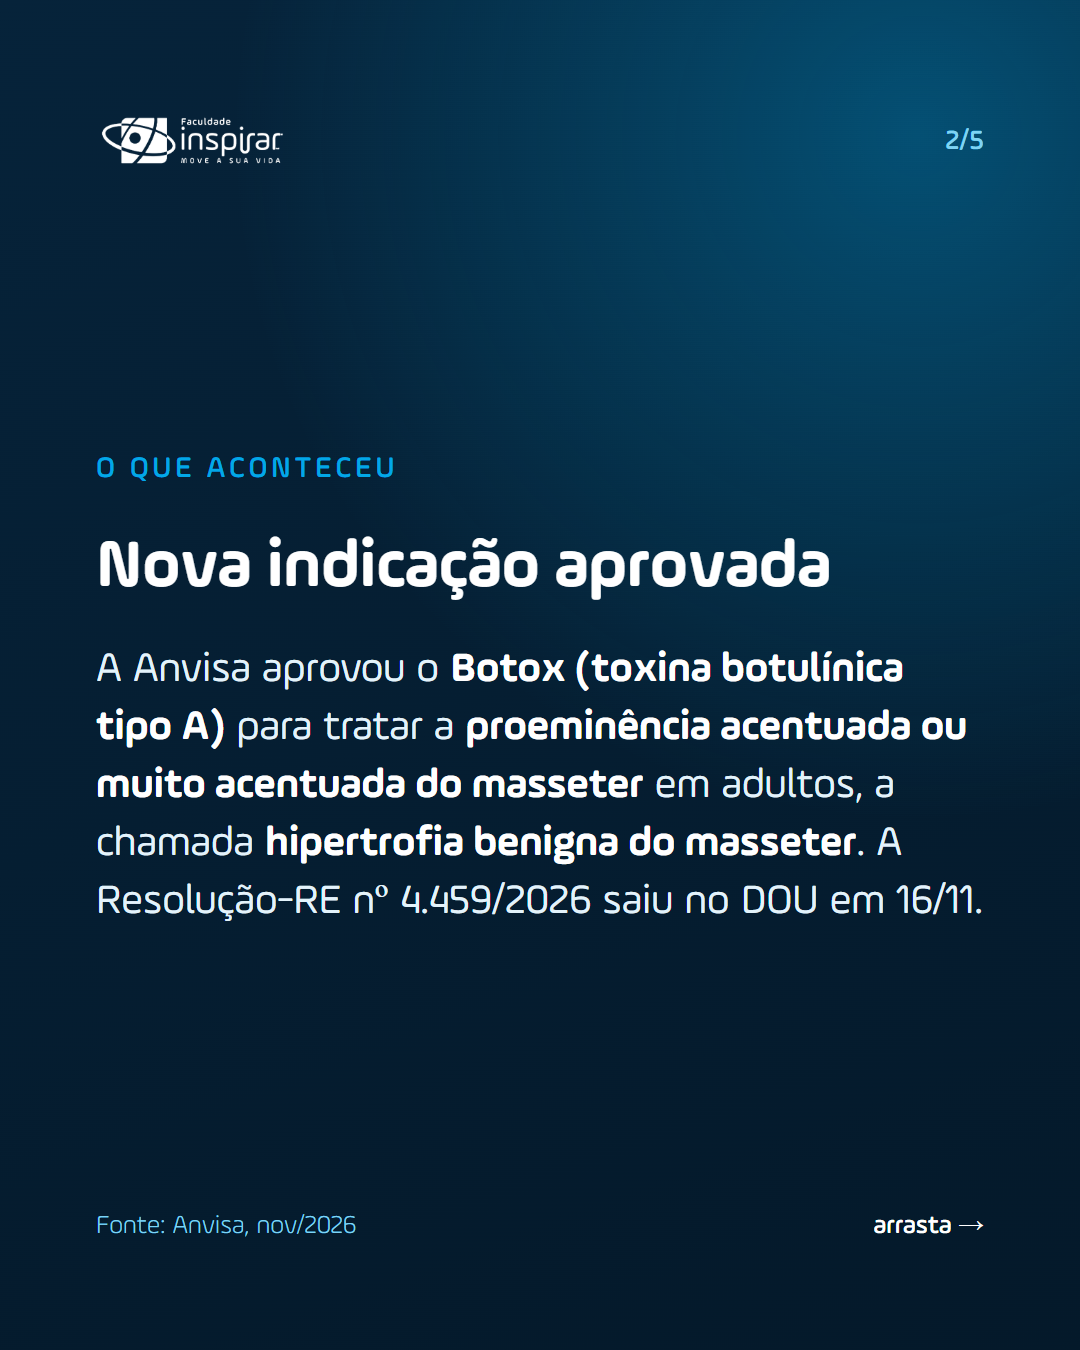 Faculdade
inspirar
MOVE A SUA VIDA
2/5
O QUE ACONTECEU
Nova indicação aprovada
A Anvisa aprovou o Botox (toxina botulínica
tipo A) para tratar a proeminência acentuada ou
muito acentuada do masseter em adultos, a
chamada hipertrofia benigna do masseter. A
Resolução-RE nº 4.459/2026 saiu no DOU em 16/11.
Fonte: Anvisa, nov/2026
arrasta →